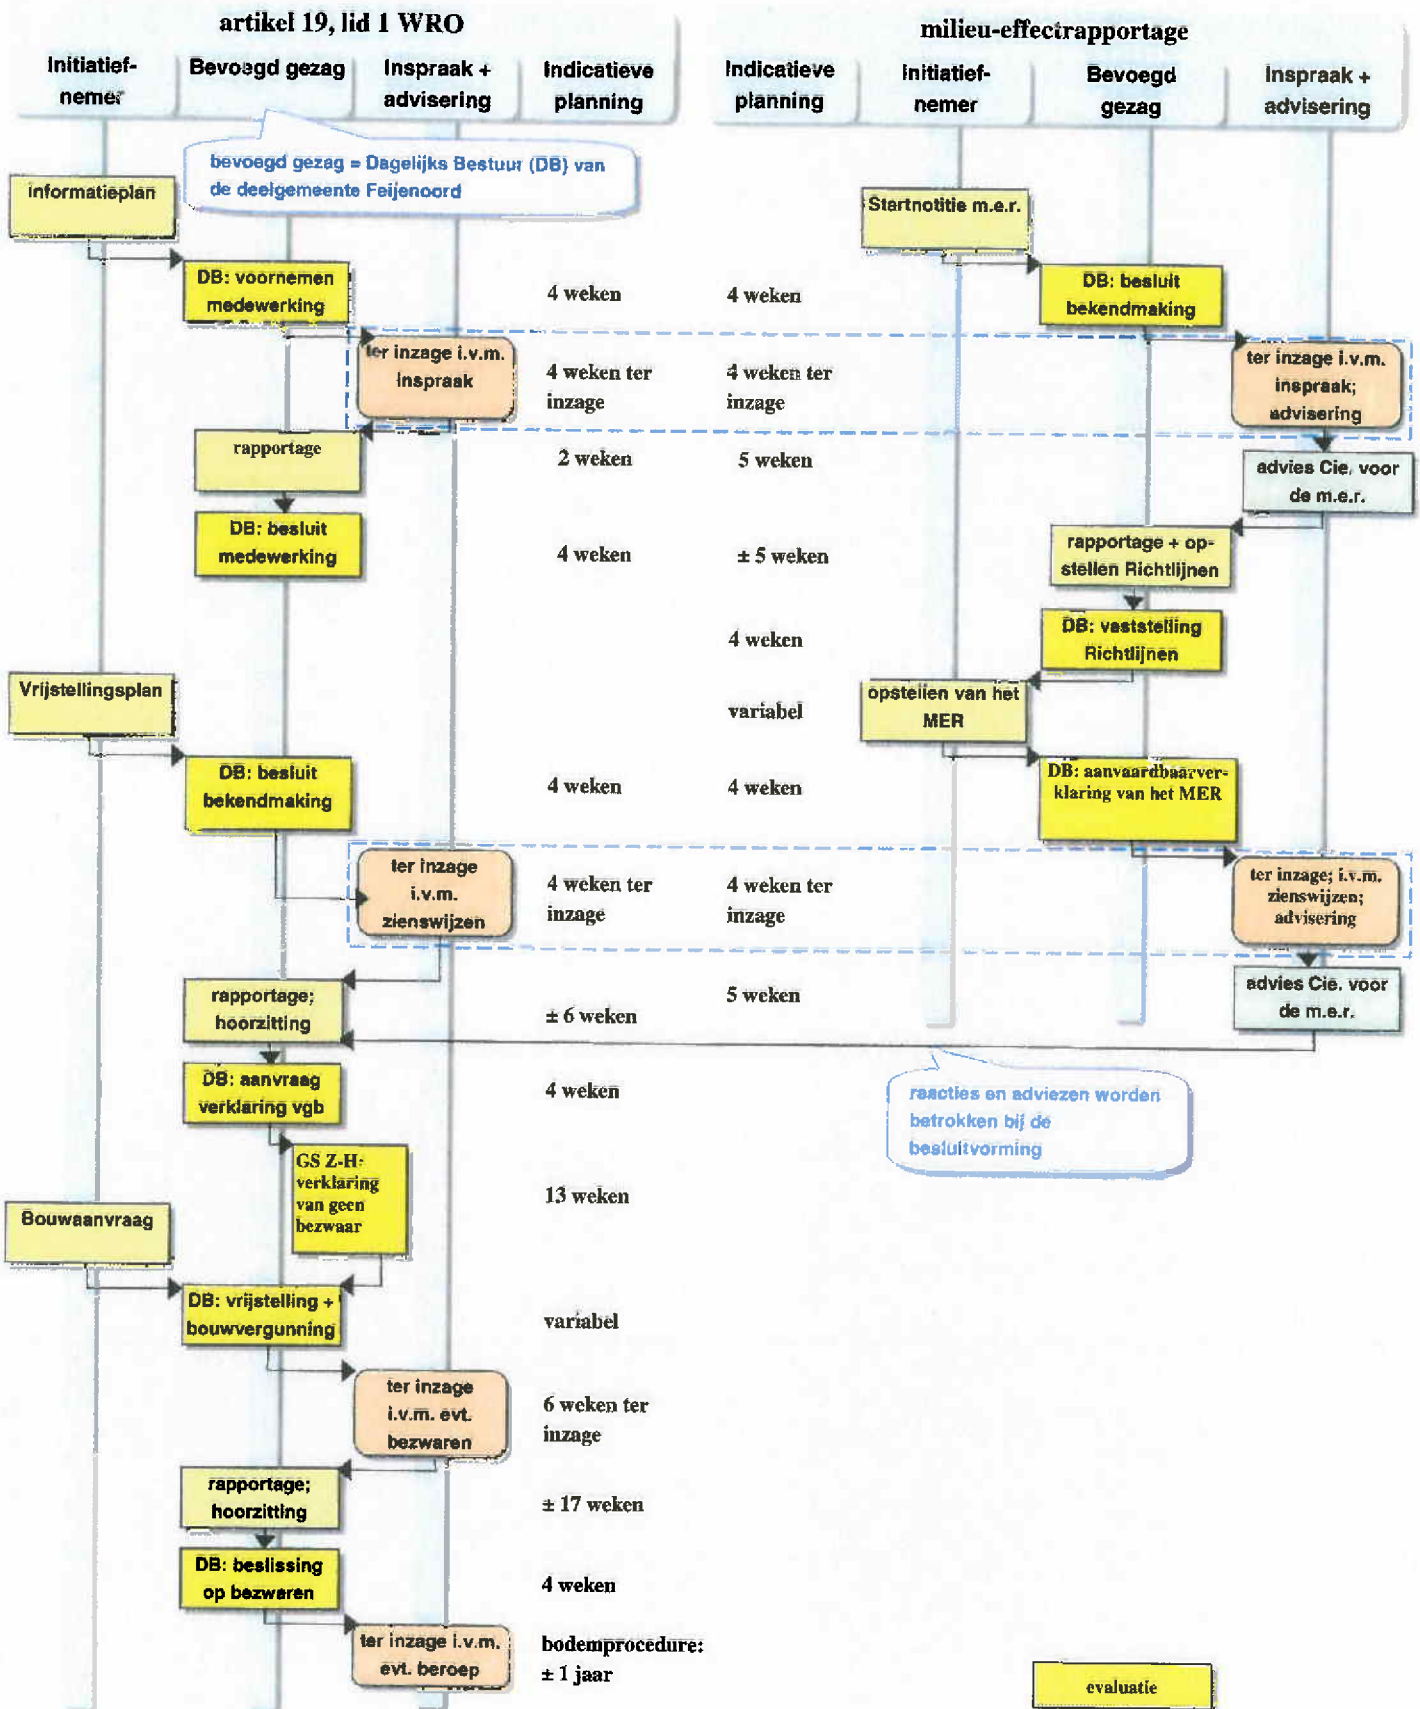 artikel 19, lid 1 WRO
milieu-effectrapportage
Initiatief-
nemer
Bevoegd gezag
Inspraak +
advisering
Indicatieve
planning
Indicatieve
planning
Initiatief-
nemer
Bevoegd
gezag
Inspraak +
advisering
bevoegd gezag = Dagelijks Bestuur (DB) van
de deelgemeente Feijenoord
informatieplan
Startnotitie m.e.r.
DB: voornemen
medewerking
4 weken
4 weken
DB: besluit
bekendmaking
ter inzage i.v.m.
inspraak
4 weken ter
inzage
4 weken ter
inzage
ter inzage i.v.m.
inspraak;
advisering
rapportage
2 weken
5 weken
advies Cie. voor
de m.e.r.
DB: besluit
medewerking
4 weken
± 5 weken
rapportage + op-
stellen Richtlijnen
4 weken
DB: vaststelling
Richtlijnen
Vrijstellingsplan
variabel
opstellen van het
MER
DB: besluit
bekendmaking
4 weken
4 weken
DB: aanvaardbaarver-
klaring van het MER
ter inzage
i.v.m.
zienswijzen
4 weken ter
inzage
4 weken ter
inzage
ter inzage; i.v.m.
zienswijzen;
advisering
rapportage;
hoorzitting
± 6 weken
5 weken
advies Cie. voor
de m.e.r.
DB: aanvraag
verklaring vgb
4 weken
reacties en adviezen worden
betrokken bij de
besluitvorming
GS Z-H:
verklaring
van geen
bezwaar
13 weken
Bouwaanvraag
DB: vrijstelling +
bouwvergunning
variabel
ter inzage
i.v.m. evt.
bezwaren
6 weken ter
inzage
rapportage;
hoorzitting
± 17 weken
DB: beslissing
op bezwaren
4 weken
ter inzage i.v.m.
evt. beroep
bodemprocedure:
± 1 jaar
evaluatie